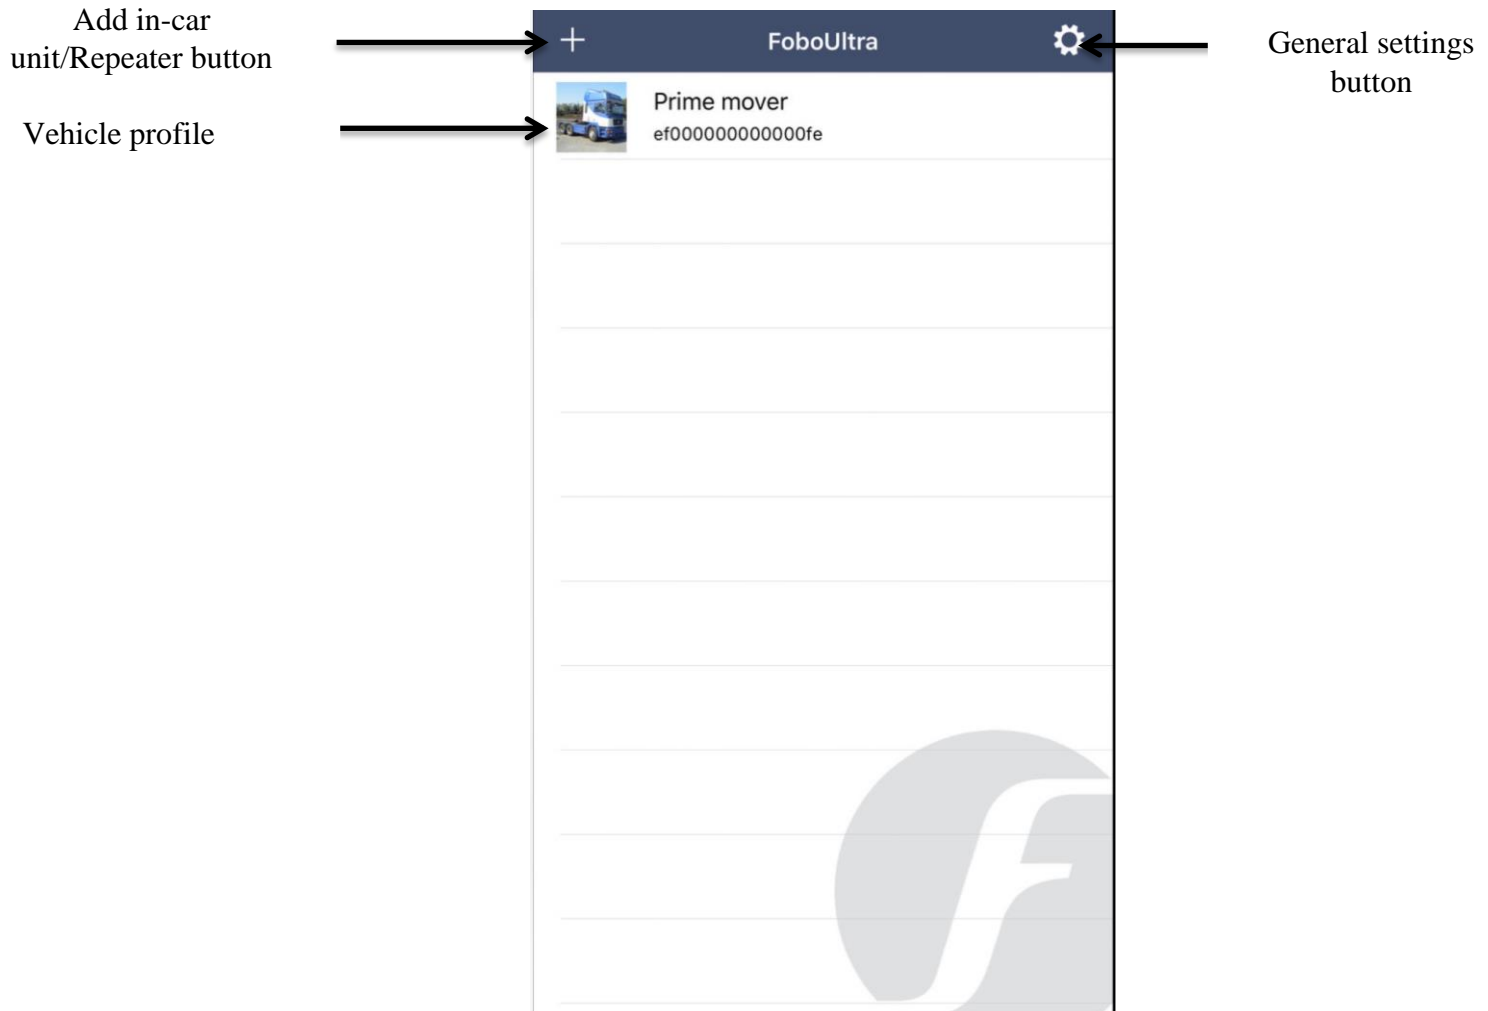 Add in-car
unit/Repeater button
FoboUltra
General settings
button
Vehicle profile
Prime mover
ef000000000000fe